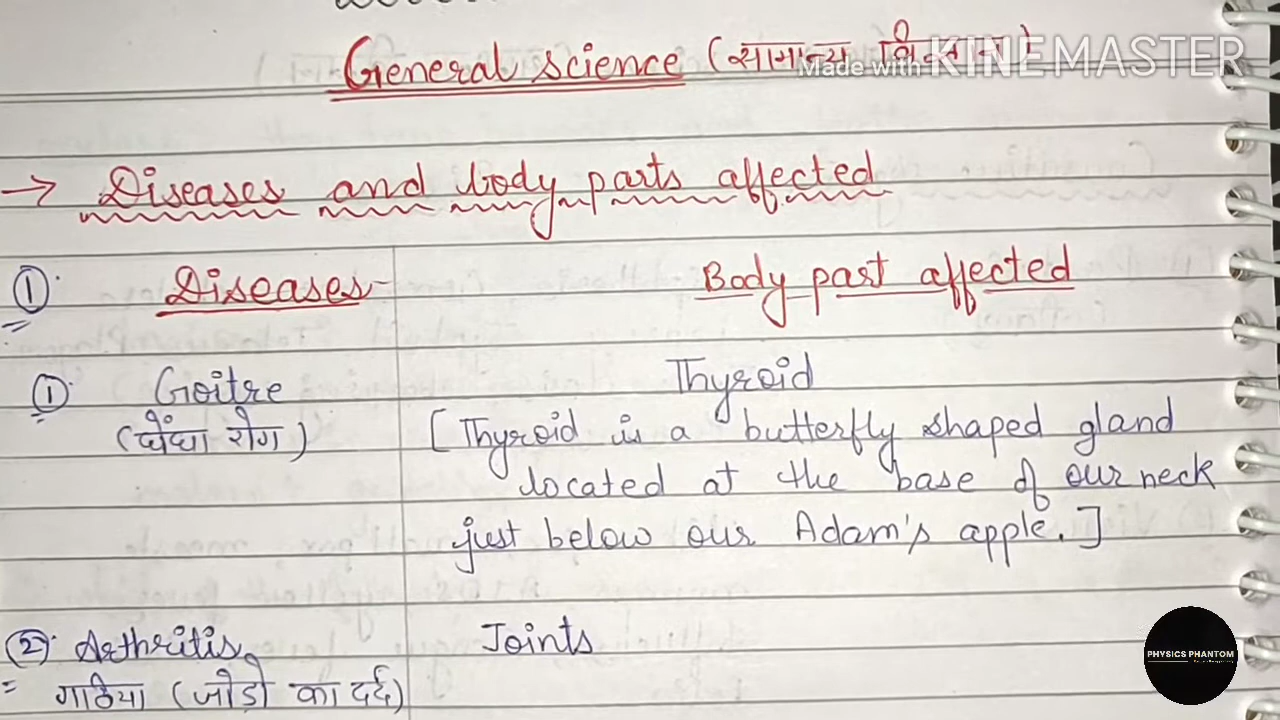 General science (सामान्य विज्ञान)
Made with KINEMASTER
→ Diseases and body parts affected
① Diseases- Body part affected
① Goitre Thyroid
(घेंघा रोग) [Thyroid is a butterfly shaped gland
located at the base of our neck
just below our Adam's apple.]
② Arthritis Joints
गठिया (जोड़ो का दर्द)
PHYSICS PHANTOM